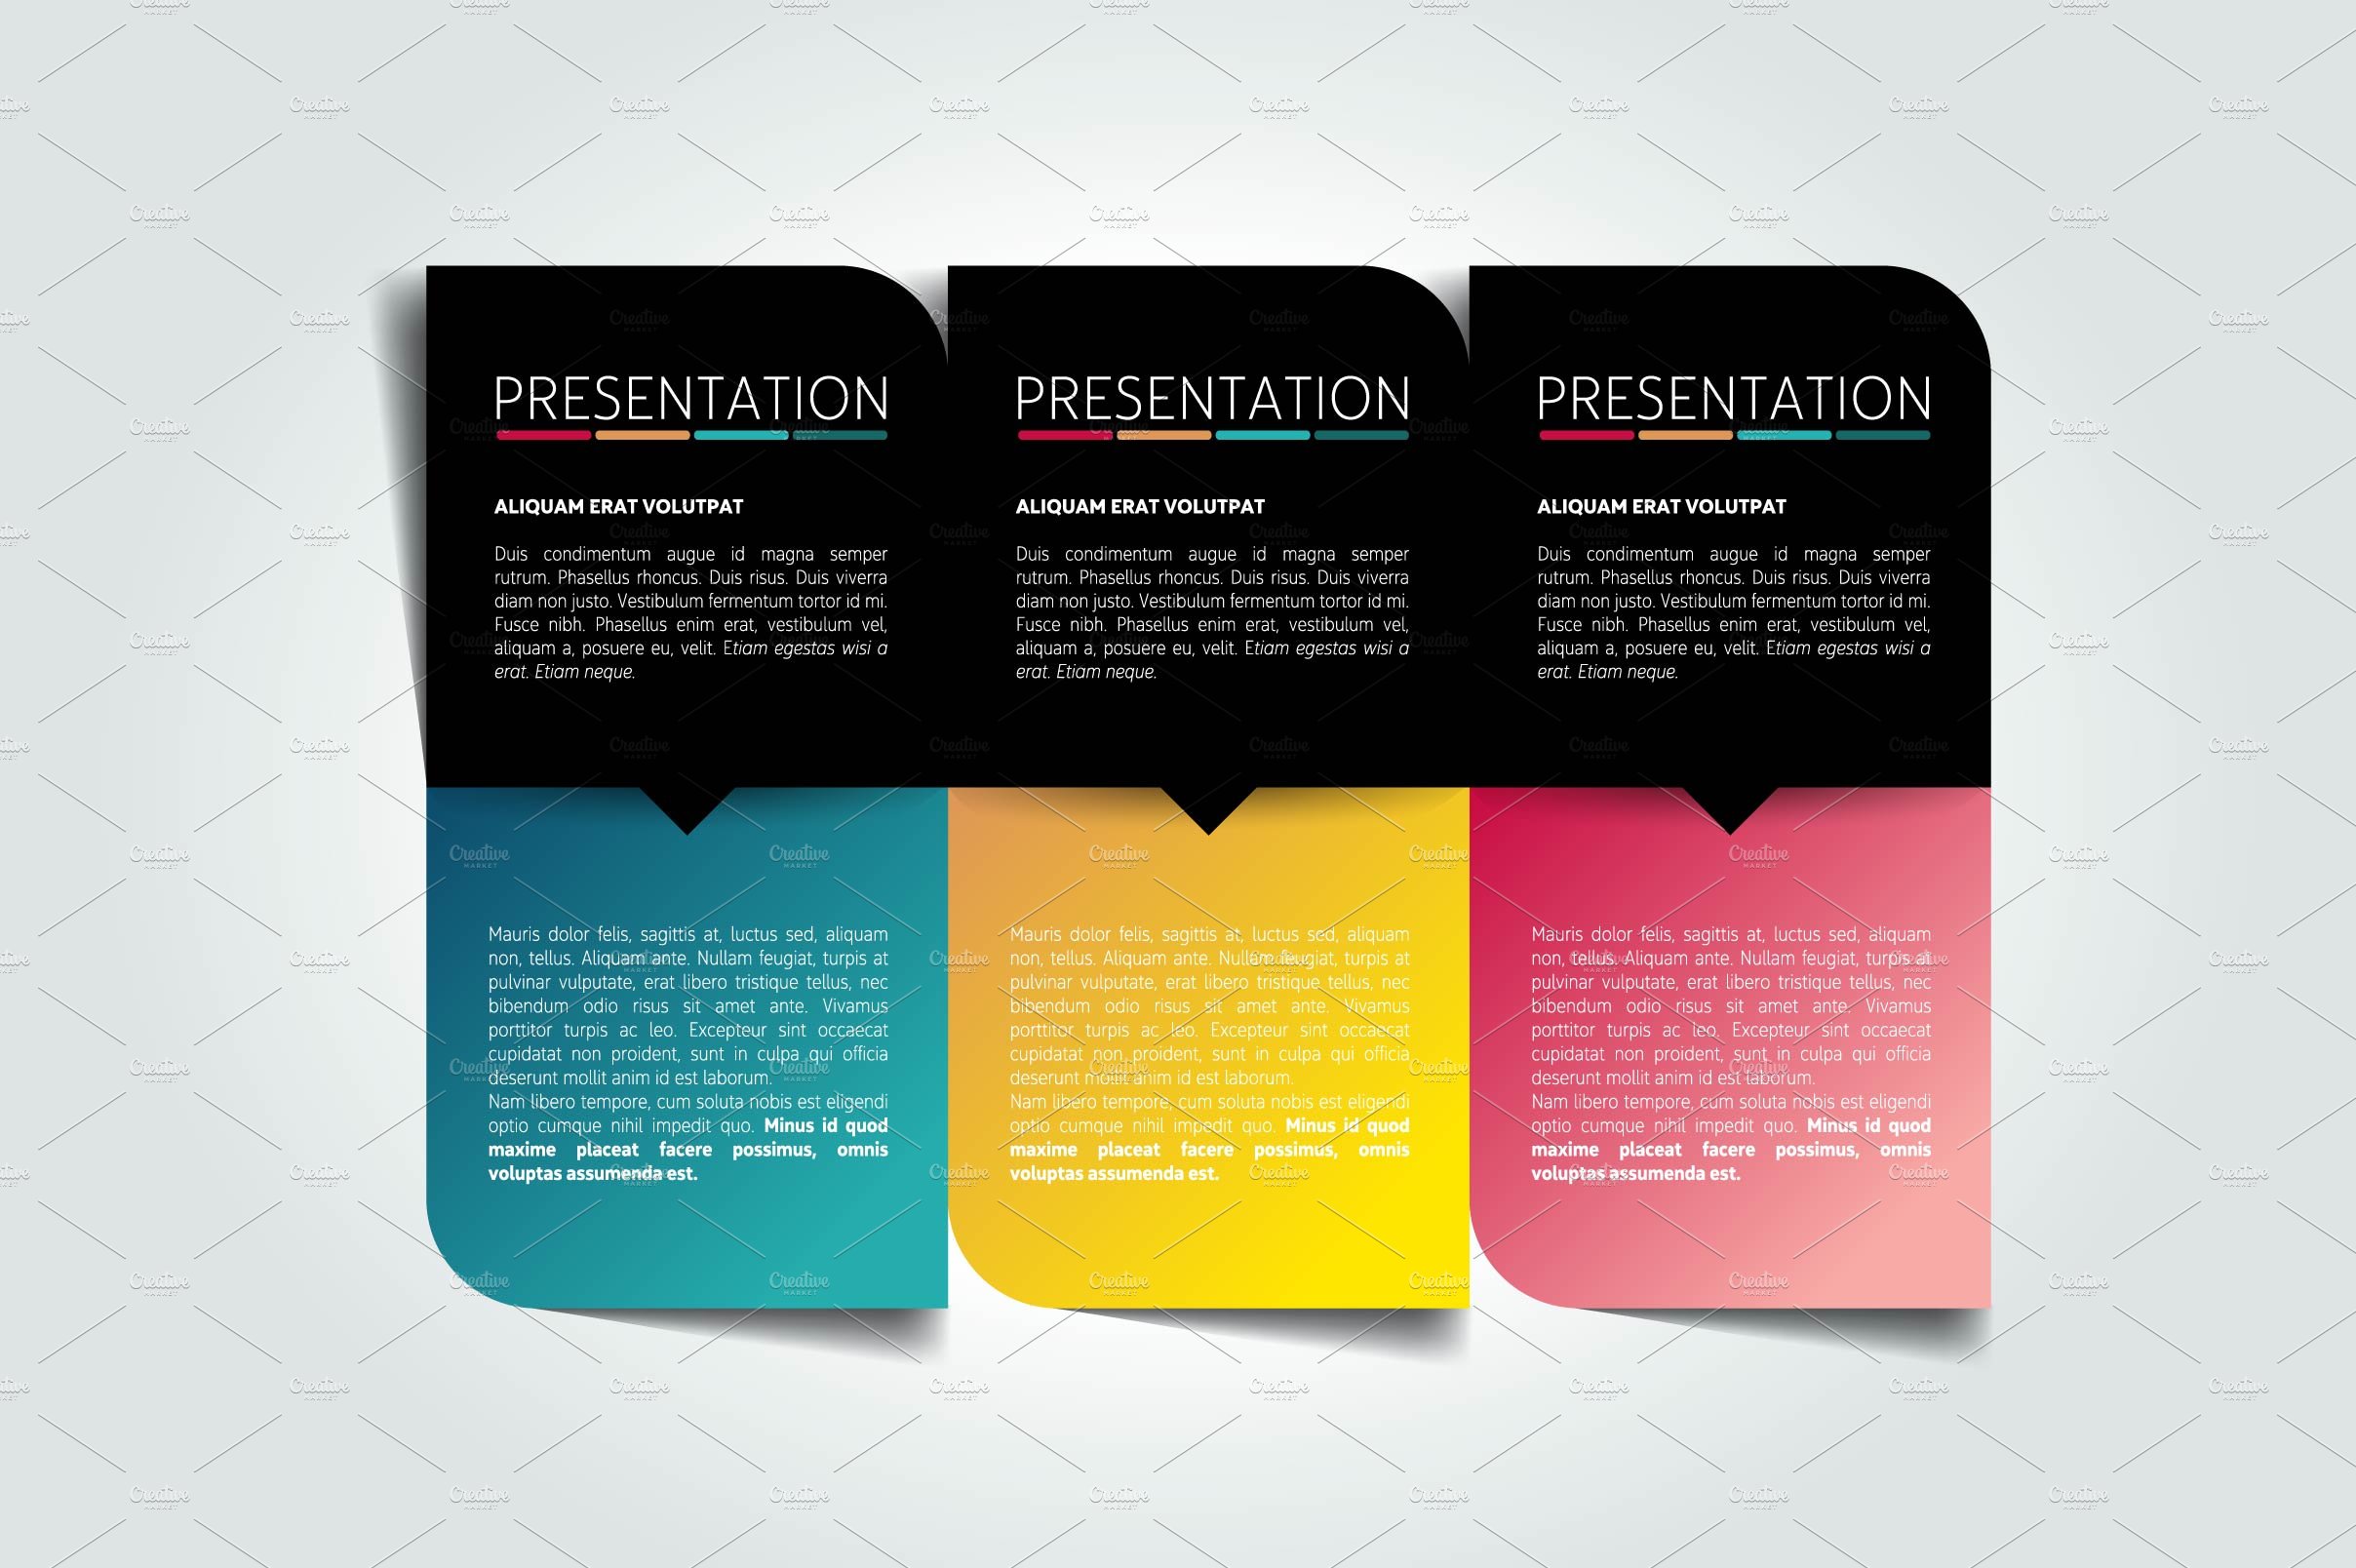 PRESENTATION
ALIQUAM ERAT VOLUTPAT
Duis condimentum augue id magna semper
rutrum. Phasellus rhoncus. Duis risus. Duis viverra
diam non justo. Vestibulum fermentum tortor id mi.
Fusce nibh. Phasellus enim erat, vestibulum vel,
aliquam a, posuere eu, velit. Etiam egestas wisi a
erat. Etiam neque.
Mauris dolor felis, sagittis at, luctus sed, aliquam
non, tellus. Aliquam ante. Nullam feugiat, turpis at
pulvinar vulputate, erat libero tristique tellus, nec
bibendum odio risus sit amet ante. Vivamus
porttitor turpis ac leo. Excepteur sint occaecat
cupidatat non proident, sunt in culpa qui officia
deserunt mollit anim id est laborum.
Nam libero tempore, cum soluta nobis est eligendi
optio cumque nihil impedit quo. Minus id quod
maxime placeat facere possimus, omnis
voluptas assumenda est.
PRESENTATION
ALIQUAM ERAT VOLUTPAT
Duis condimentum augue id magna semper
rutrum. Phasellus rhoncus. Duis risus. Duis viverra
diam non justo. Vestibulum fermentum tortor id mi.
Fusce nibh. Phasellus enim erat, vestibulum vel,
aliquam a, posuere eu, velit. Etiam egestas wisi a
erat. Etiam neque.
Mauris dolor felis, sagittis at, luctus sed, aliquam
non, tellus. Aliquam ante. Nullam feugiat, turpis at
pulvinar vulputate, erat libero tristique tellus, nec
bibendum odio risus sit amet ante. Vivamus
porttitor turpis ac leo. Excepteur sint occaecat
cupidatat non proident, sunt in culpa qui officia
deserunt mollit anim id est laborum.
Nam libero tempore, cum soluta nobis est eligendi
optio cumque nihil impedit quo. Minus id quod
maxime placeat facere possimus, omnis
voluptas assumenda est.
PRESENTATION
ALIQUAM ERAT VOLUTPAT
Duis condimentum augue id magna semper
rutrum. Phasellus rhoncus. Duis risus. Duis viverra
diam non justo. Vestibulum fermentum tortor id mi.
Fusce nibh. Phasellus enim erat, vestibulum vel,
aliquam a, posuere eu, velit. Etiam egestas wisi a
erat. Etiam neque.
Mauris dolor felis, sagittis at, luctus sed, aliquam
non, tellus. Aliquam ante. Nullam feugiat, turpis at
pulvinar vulputate, erat libero tristique tellus, nec
bibendum odio risus sit amet ante. Vivamus
porttitor turpis ac leo. Excepteur sint occaecat
cupidatat non proident, sunt in culpa qui officia
deserunt mollit anim id est laborum.
Nam libero tempore, cum soluta nobis est eligendi
optio cumque nihil impedit quo. Minus id quod
maxime placeat facere possimus, omnis
voluptas assumenda est.
Creative
MARKET